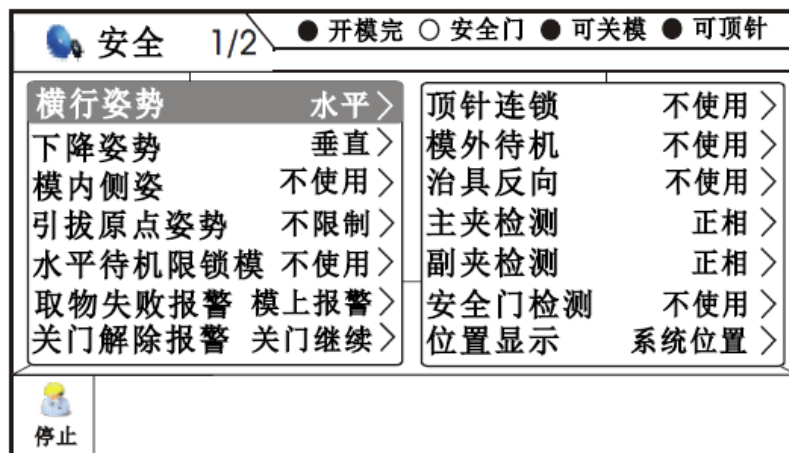 安全 1/2 ● 开模完 ○ 安全门 ● 可关模 ● 可顶针
横行姿势 水平 >
下降姿势 垂直 >
模内侧姿 不使用 >
引拔原点姿势 不限制 >
水平待机限锁模 不使用 >
取物失败报警 模上报警 >
关门解除报警 关门继续 >
顶针连锁 不使用 >
模外待机 不使用 >
治具反向 不使用 >
主夹检测 正相 >
副夹检测 正相 >
安全门检测 不使用 >
位置显示 系统位置 >
停止